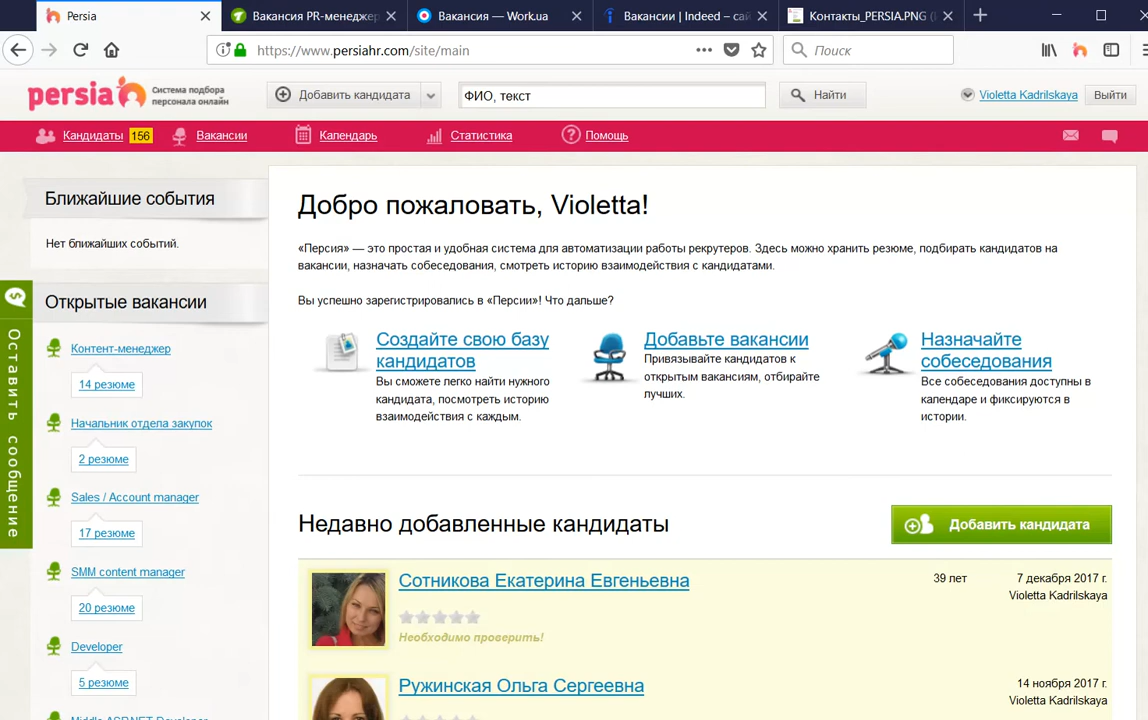 Persia
Вакансия PR-менеджер
Вакансия — Work.ua
Вакансии | Indeed – сай
Контакты_PERSIA.PNG (
https://www.persiahr.com/site/main
Поиск
persia
Система подбора
персонала онлайн
Добавить кандидата
ФИО, текст
Найти
Violetta Kadrilskaya
Выйти
Кандидаты 156
Вакансии
Календарь
Статистика
Помощь
Ближайшие события
Нет ближайших событий.
Открытые вакансии
Контент-менеджер
14 резюме
Начальник отдела закупок
2 резюме
Sales / Account manager
17 резюме
SMM content manager
20 резюме
Developer
5 резюме
Middle ASP.NET Developer
Оставить сообщение
Добро пожаловать, Violetta!
«Персия» — это простая и удобная система для автоматизации работы рекрутеров. Здесь можно хранить резюме, подбирать кандидатов на
вакансии, назначать собеседования, смотреть историю взаимодействия с кандидатами.
Вы успешно зарегистрировались в «Персии»! Что дальше?
Создайте свою базу
кандидатов
Вы сможете легко найти нужного
кандидата, посмотреть историю
взаимодействия с каждым.
Добавьте вакансии
Привязывайте кандидатов к
открытым вакансиям, отбирайте
лучших.
Назначайте
собеседования
Все собеседования доступны в
календаре и фиксируются в
истории.
Недавно добавленные кандидаты
Добавить кандидата
Сотникова Екатерина Евгеньевна
39 лет
7 декабря 2017 г.
Violetta Kadrilskaya
Необходимо проверить!
Ружинская Ольга Сергеевна
14 ноября 2017 г.
Violetta Kadrilskaya